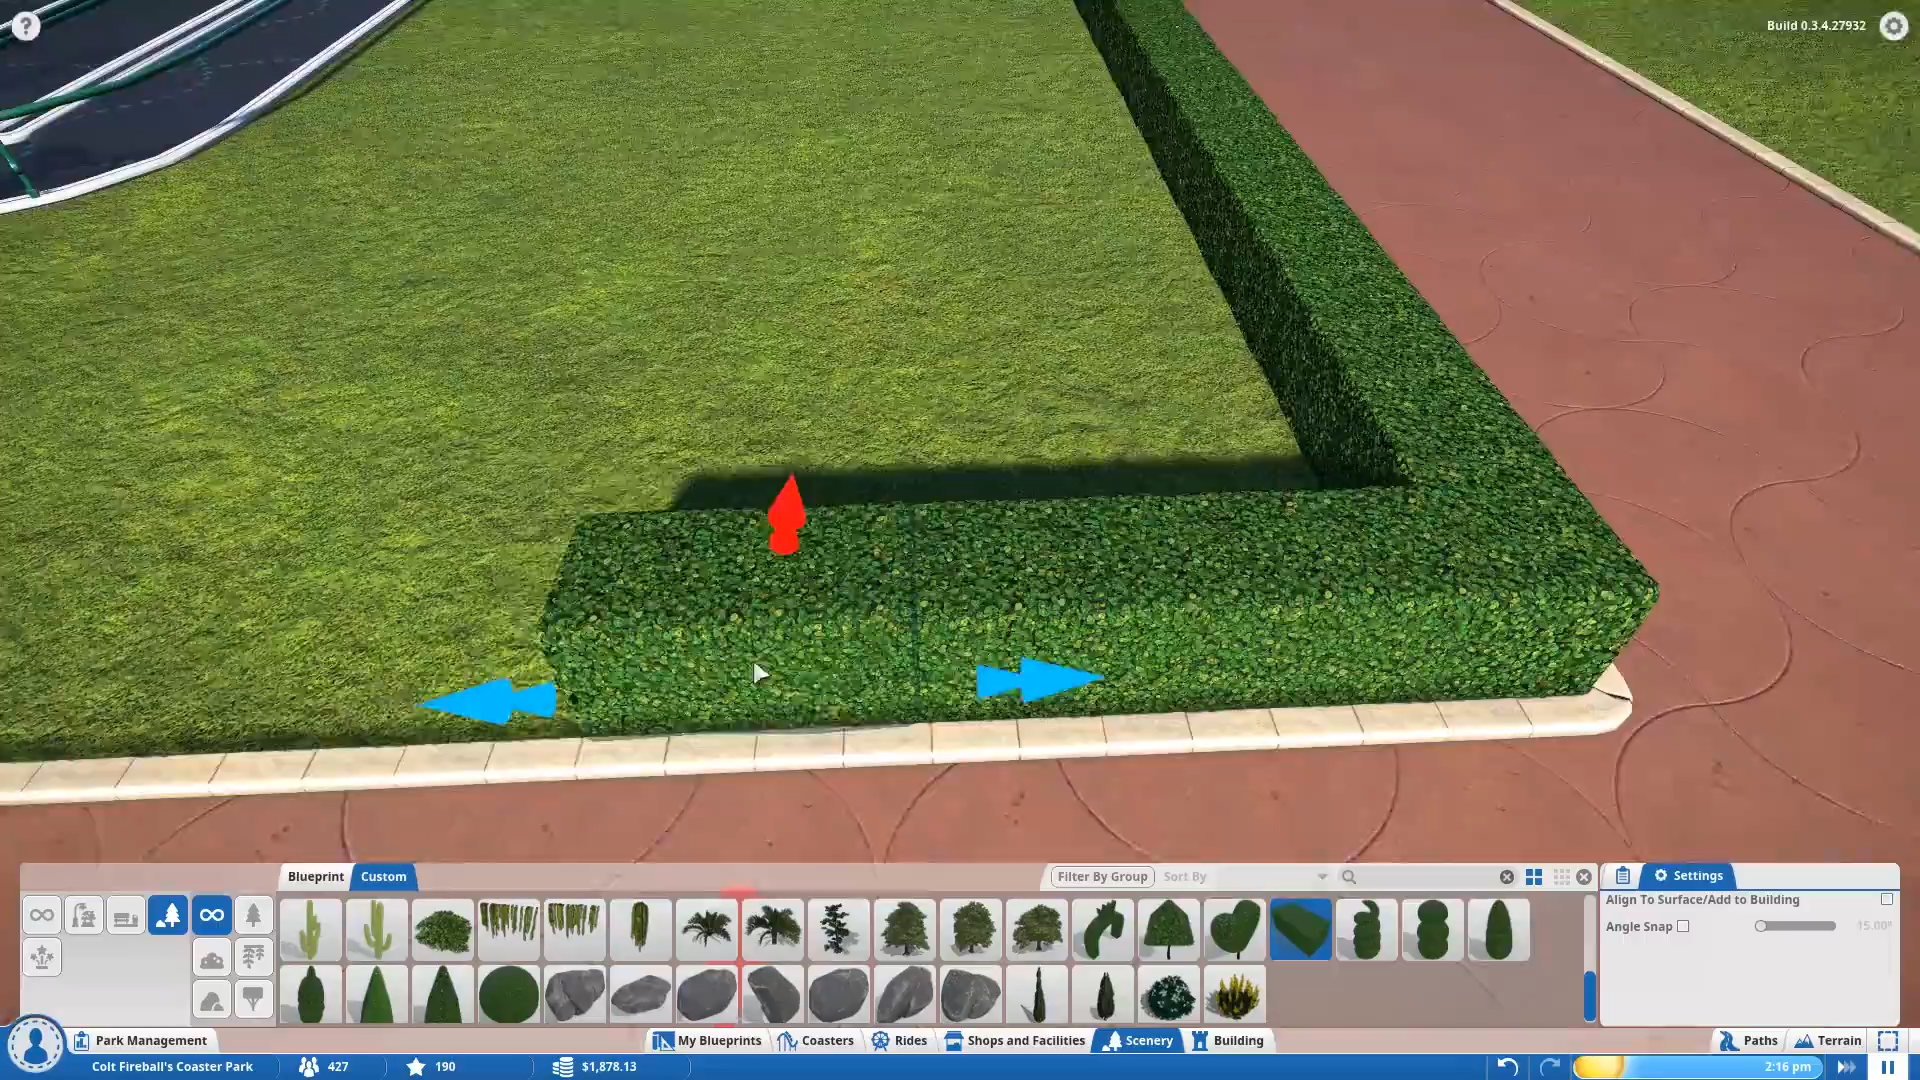 ?
Build 0.3.4.27932
Blueprint
Custom
Filter By Group
Sort By
Settings
Align To Surface/Add to Building
Angle Snap
15.00°
Park Management
My Blueprints
Coasters
Rides
Shops and Facilities
Scenery
Building
Paths
Terrain
Colt Fireball's Coaster Park
427
190
$1,878.13
2:16 pm